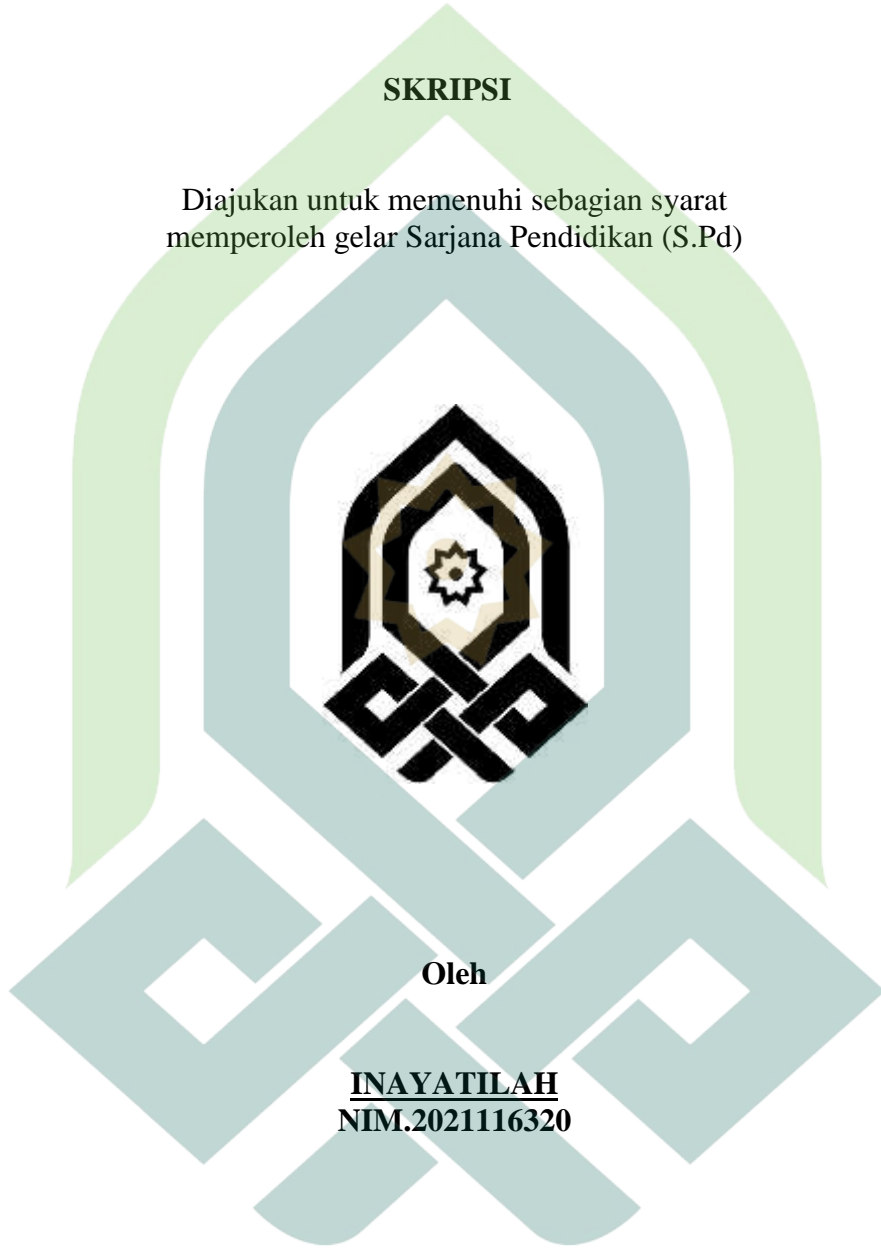 SKRIPSI
Diajukan untuk memenuhi sebagian syarat
memperoleh gelar Sarjana Pendidikan (S.Pd)
Oleh
INAYATILAH
NIM.2021116320